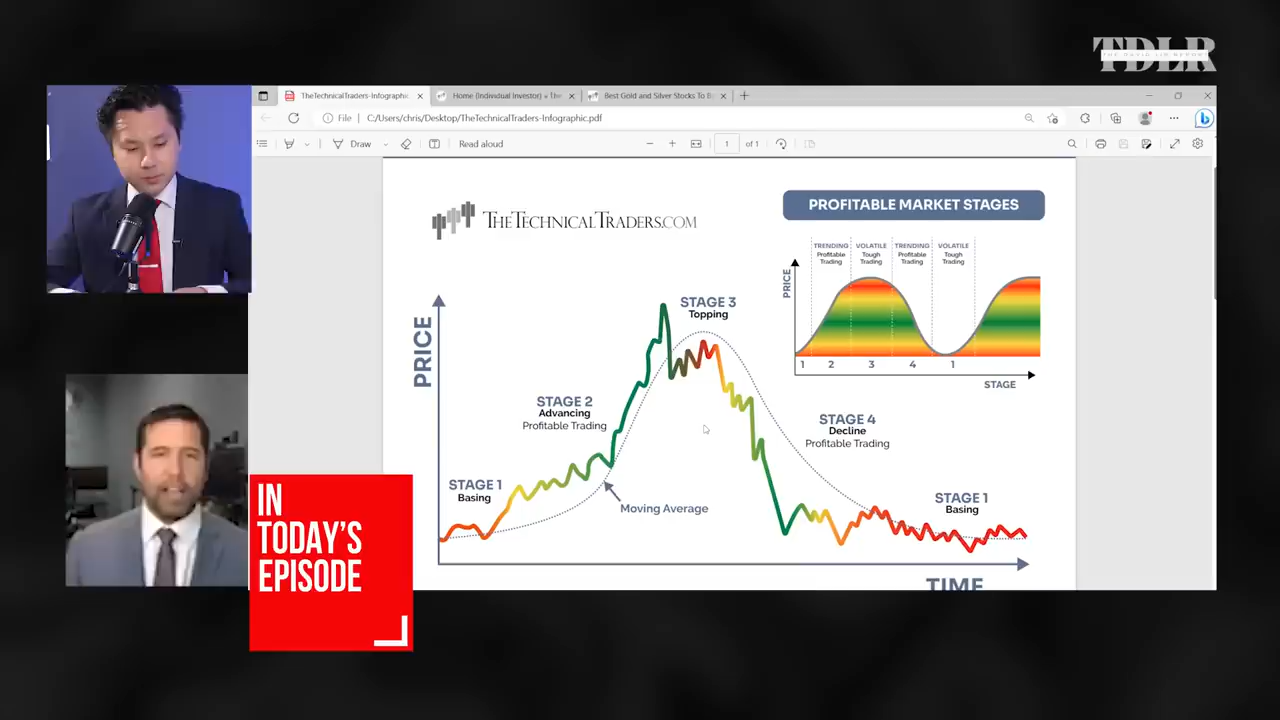 TDLR
THE DAVID LIN REPORT
TheTechnicalTraders-Infographic.
Home (Individual Investor) « The
Best Gold and Silver Stocks To B
File
C:/Users/chris/Desktop/TheTechnicalTraders-Infographic.pdf
Draw
Read aloud
1
of 1
THETECHNICALTRADERS.COM
PROFITABLE MARKET STAGES
TRENDING
Profitable
Trading
VOLATILE
Tough
Trading
TRENDING
Profitable
Trading
VOLATILE
Tough
Trading
PRICE
1
2
3
4
1
STAGE
PRICE
STAGE 3
Topping
STAGE 2
Advancing
Profitable Trading
STAGE 4
Decline
Profitable Trading
STAGE 1
Basing
Moving Average
STAGE 1
Basing
TIME
IN
TODAY'S
EPISODE